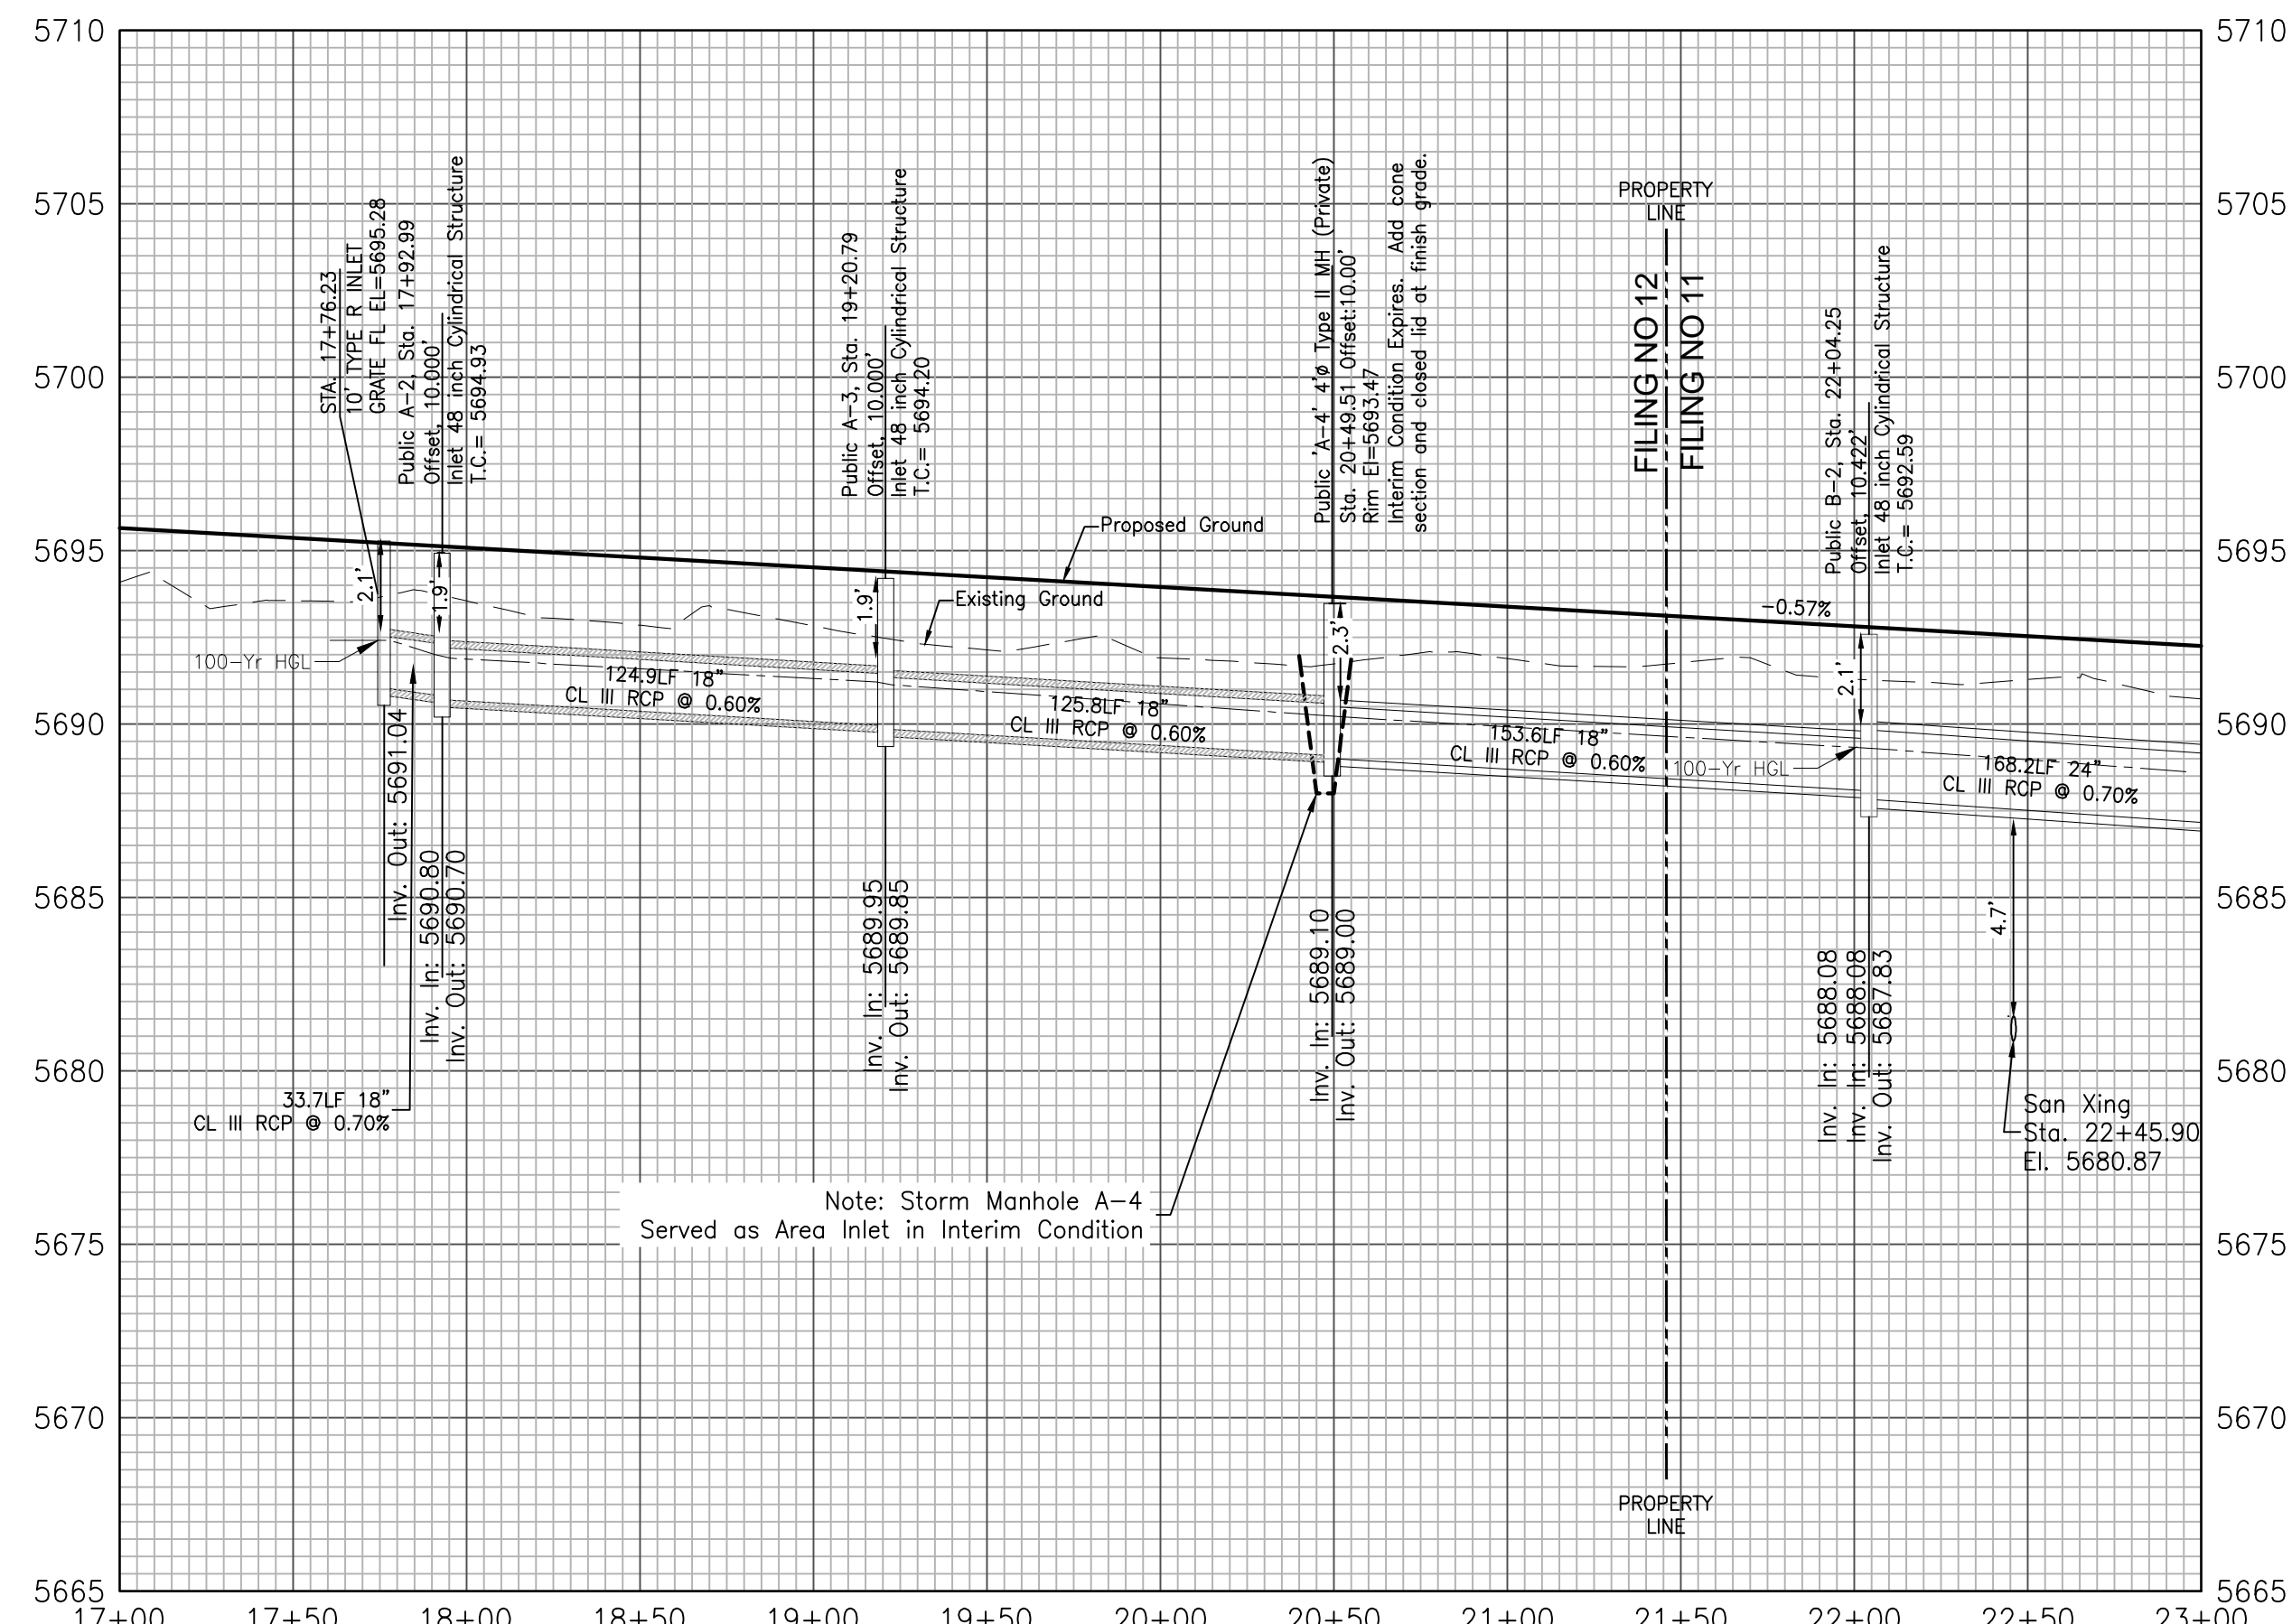 5710
5705
5700
5695
5690
5685
5680
5675
5670
5665
5710
5705
5700
5695
5690
5685
5680
5675
5670
5665
17+00
17+50
18+00
18+50
19+00
19+50
20+00
20+50
21+00
21+50
22+00
22+50
23+00
STA. 17+76.23
10' TYPE R INLET
GRATE FL EL=5695.28
Public A-2, Sta. 17+92.99
Offset, 10.000'
Inlet 48 inch Cylindrical Structure
T.C.= 5694.93
Public A-3, Sta. 19+20.79
Offset, 10.000'
Inlet 48 inch Cylindrical Structure
T.C.= 5694.20
Public 'A-4' 4'ø Type II MH (Private)
Sta. 20+49.51 Offset:10.00'
Rim El=5693.47
Interim Condition Expires. Add cone
section and closed lid at finish grade.
PROPERTY
LINE
FILING NO 12
FILING NO 11
Public B-2, Sta. 22+04.25
Offset, 10.422'
Inlet 48 inch Cylindrical Structure
T.C.= 5692.59
Proposed Ground
Existing Ground
-0.57%
2.1'
1.9'
1.9'
2.3'
2.1'
100-Yr HGL
124.9LF 18"
CL III RCP @ 0.60%
125.8LF 18"
CL III RCP @ 0.60%
153.6LF 18"
CL III RCP @ 0.60%
100-Yr HGL
168.2LF 24"
CL III RCP @ 0.70%
Inv. Out: 5691.04
Inv. In: 5690.80
Inv. Out: 5690.70
Inv. In: 5689.95
Inv. Out: 5689.85
Inv. In: 5689.10
Inv. Out: 5689.00
Inv. In: 5688.08
Inv. In: 5688.08
Inv. Out: 5687.83
4.7'
33.7LF 18"
CL III RCP @ 0.70%
San Xing
Sta. 22+45.90
El. 5680.87
Note: Storm Manhole A-4
Served as Area Inlet in Interim Condition
PROPERTY
LINE